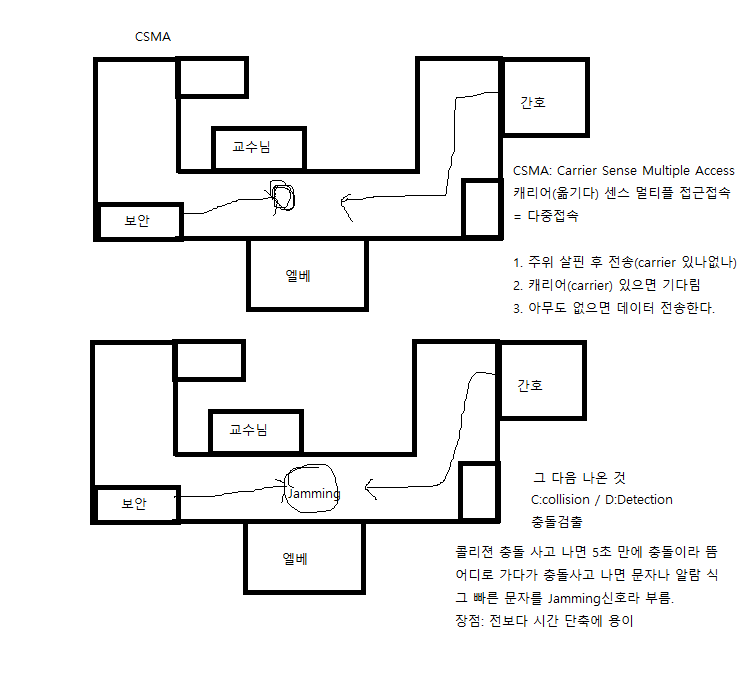 CSMA
간호
교수님
보안
엘베
CSMA: Carrier Sense Multiple Access
캐리어(옮기다) 센스 멀티플 접근접속
= 다중접속
1. 주위 살핀 후 전송(carrier 있나없나)
2. 캐리어(carrier) 있으면 기다림
3. 아무도 없으면 데이터 전송한다.
간호
교수님
Jamming
보안
엘베
그 다음 나온 것
C:collision / D:Detection
충돌검출
콜리젼 충돌 사고 나면 5초 만에 충돌이라 뜸
어디로 가다가 충돌사고 나면 문자나 알람 식
그 빠른 문자를 Jamming신호라 부름.
장점: 전보다 시간 단축에 용이